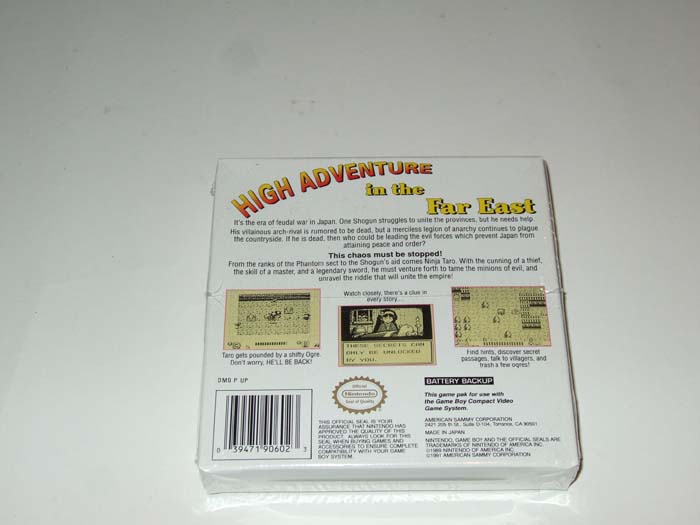 HIGH ADVENTURE
in the
Far East
It's the era of feudal war in Japan. One Shogun struggles to unite the provinces, but he needs help.
His villainous arch-rival is rumored to be dead, but a merciless legion of anarchy continues to plague
the countryside. If he is dead, then who could be leading the evil forces which prevent Japan from
attaining peace and order?
This chaos must be stopped!
From the ranks of the Phantom sect to the Shogun's aid comes Ninja Taro. With the cunning of a thief,
the skill of a master, and a legendary sword, he must venture forth to tame the minions of evil, and
unravel the riddle that will unite the empire!
Watch closely, there's a clue in
every story...
THESE SECRETS CAN
ONLY BE UNLOCKED
BY YOU.
Taro gets pounded by a shifty Ogre.
Don't worry, HE'LL BE BACK!
Find hints, discover secret
passages, talk to villagers, and
trash a few ogres!
DMG P UP
Official
Nintendo
Seal of Quality
BATTERY BACKUP
This game pak for use with
the Game Boy Compact Video
Game System.
THIS OFFICIAL SEAL IS YOUR
ASSURANCE THAT NINTENDO HAS
APPROVED THE QUALITY OF THIS
PRODUCT. ALWAYS LOOK FOR THIS
SEAL WHEN BUYING GAMES AND
ACCESSORIES TO ENSURE COMPLETE
COMPATIBILITY WITH YOUR GAME
BOY SYSTEM.
AMERICAN SAMMY CORPORATION
2421 205 th St., Suite D-104, Torrance, CA 90501
MADE IN JAPAN
NINTENDO, GAME BOY AND THE OFFICIAL SEALS ARE
TRADEMARKS OF NINTENDO OF AMERICA INC.
©1989 NINTENDO OF AMERICA INC.
©1991 AMERICAN SAMMY CORPORATION
0 39471 90602 3